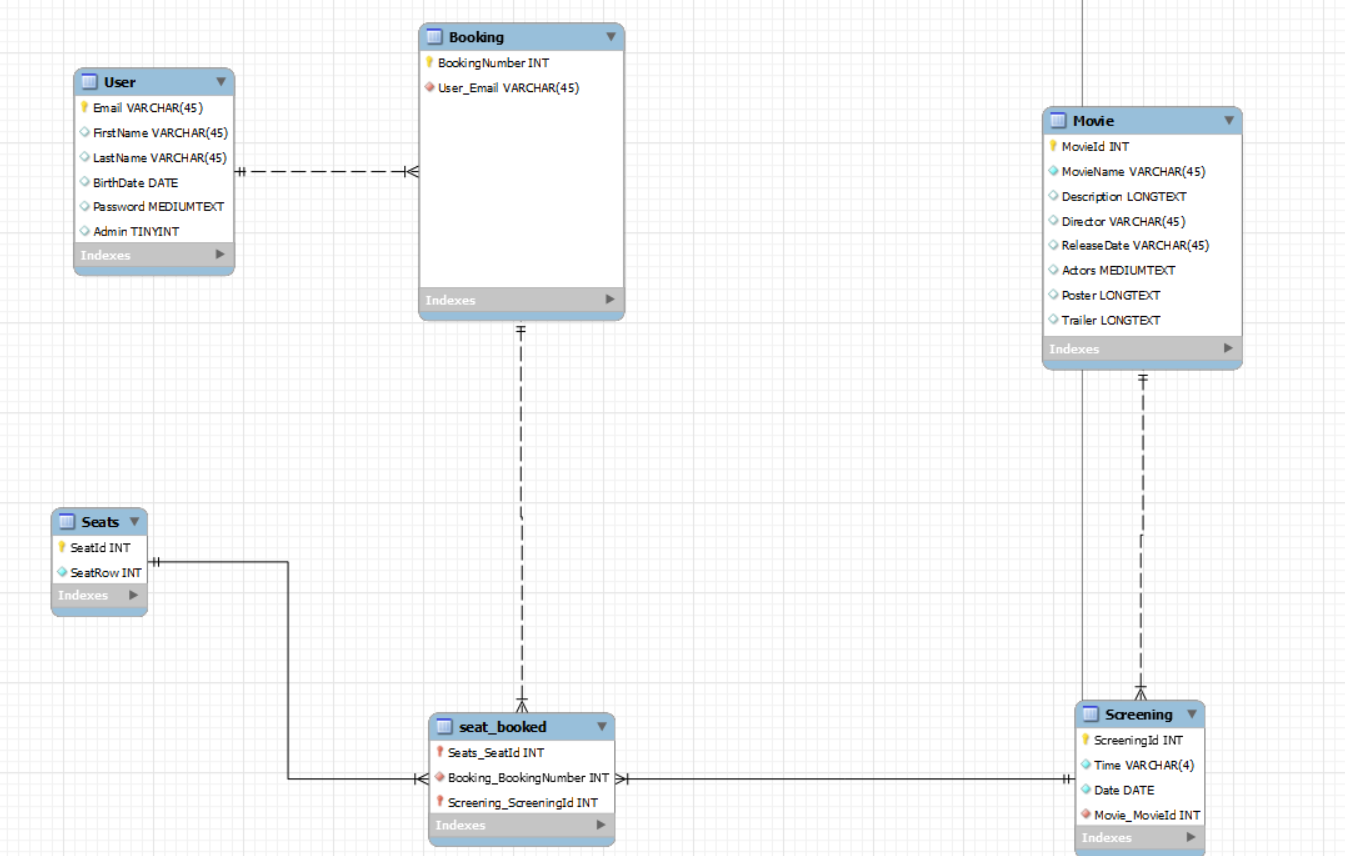 User
Email VARCHAR(45)
FirstName VARCHAR(45)
LastName VARCHAR(45)
BirthDate DATE
Password MEDIUMTEXT
Admin TINYINT
Indexes
Booking
BookingNumber INT
User_Email VARCHAR(45)
Indexes
Movie
MovieId INT
MovieName VARCHAR(45)
Description LONGTEXT
Director VARCHAR(45)
ReleaseDate VARCHAR(45)
Actors MEDIUMTEXT
Poster LONGTEXT
Trailer LONGTEXT
Indexes
Seats
SeatId INT
SeatRow INT
Indexes
seat_booked
Seats_SeatId INT
Booking_BookingNumber INT
Screening_ScreeningId INT
Indexes
Screening
ScreeningId INT
Time VARCHAR(4)
Date DATE
Movie_MovieId INT
Indexes